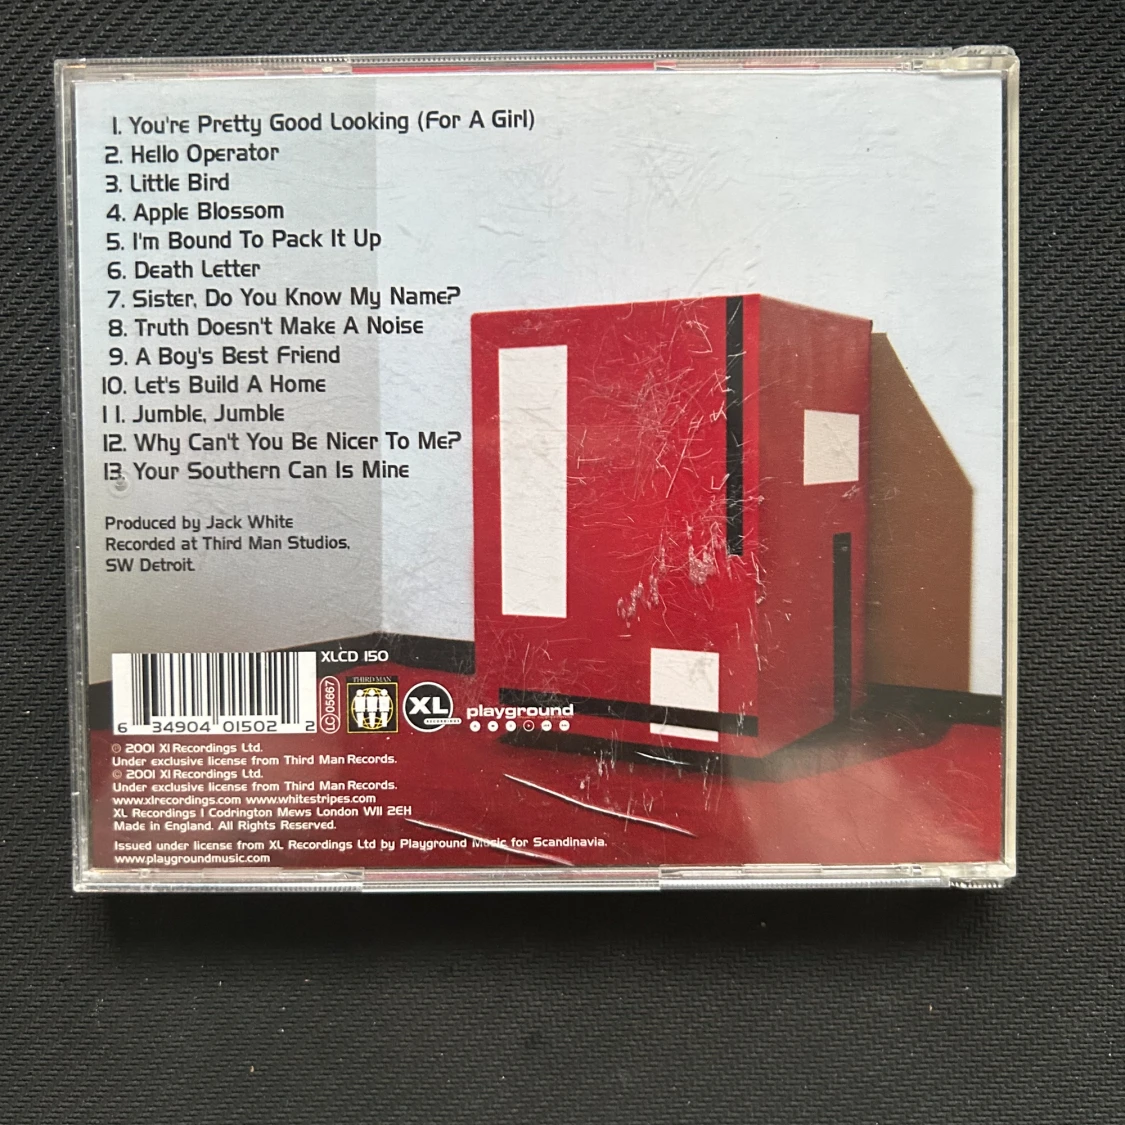 1. You're Pretty Good Looking (For A Girl)
2. Hello Operator
3. Little Bird
4. Apple Blossom
5. I'm Bound To Pack It Up
6. Death Letter
7. Sister, Do You Know My Name?
8. Truth Doesn't Make A Noise
9. A Boy's Best Friend
10. Let's Build A Home
11. Jumble, Jumble
12. Why Can't You Be Nicer To Me?
13. Your Southern Can Is Mine
Produced by Jack White
Recorded at Third Man Studios,
SW Detroit.
XLCD 150
6 34904 01502 2
LC 05667
THIRD MAN
XL
RECORDINGS
playground
℗ 2001 Xl Recordings Ltd.
Under exclusive license from Third Man Records.
© 2001 Xl Recordings Ltd.
Under exclusive license from Third Man Records.
www.xlrecordings.com www.whitestripes.com
XL Recordings 1 Codrington Mews London W11 2EH
Made in England. All Rights Reserved.
Issued under license from XL Recordings Ltd by Playground Music for Scandinavia.
www.playgroundmusic.com